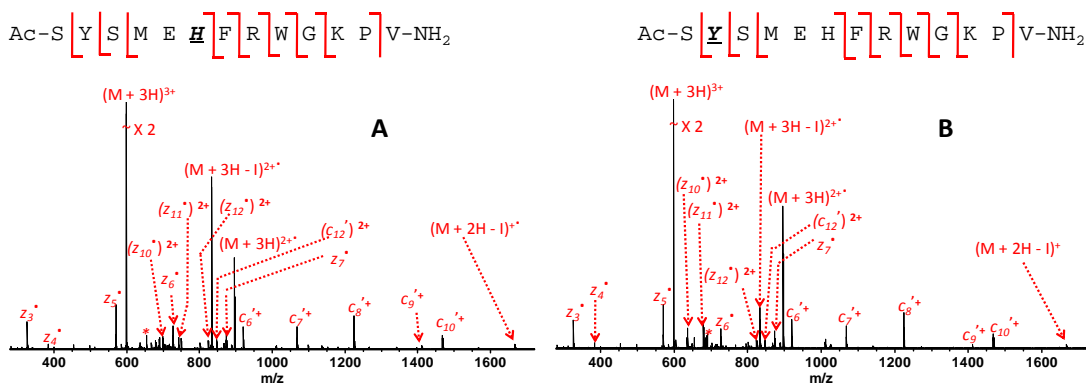 Ac-S Y S M E H F R W G K P V-NH₂
(M + 3H)³⁺
~ X 2
A
(M + 3H - I)²⁺•
(z₁₁•) ²⁺
(z₁₂•) ²⁺
(z₁₀•) ²⁺
(M + 3H)²⁺•
(c₁₂') ²⁺
z₆•
z₇•
(M + 2H - I)⁺•
z₃•
z₄•
z₅•
*
c₆'⁺
c₇'⁺
c₈'⁺
c₉'⁺
c₁₀'⁺
400 600 800 1000 1200 1400 1600
m/z
Ac-S Y S M E H F R W G K P V-NH₂
(M + 3H)³⁺
~ X 2
B
(M + 3H - I)²⁺•
(z₁₀•) ²⁺
(z₁₁•) ²⁺
(M + 3H)²⁺•
(c₁₂') ²⁺
z₇•
(z₁₂•) ²⁺
(M + 2H - I)⁺
z₃•
z₄•
z₅•
*
z₆•
c₆'⁺
c₇'⁺
c₈'⁺
c₉'⁺
c₁₀'⁺
400 600 800 1000 1200 1400 1600
m/z